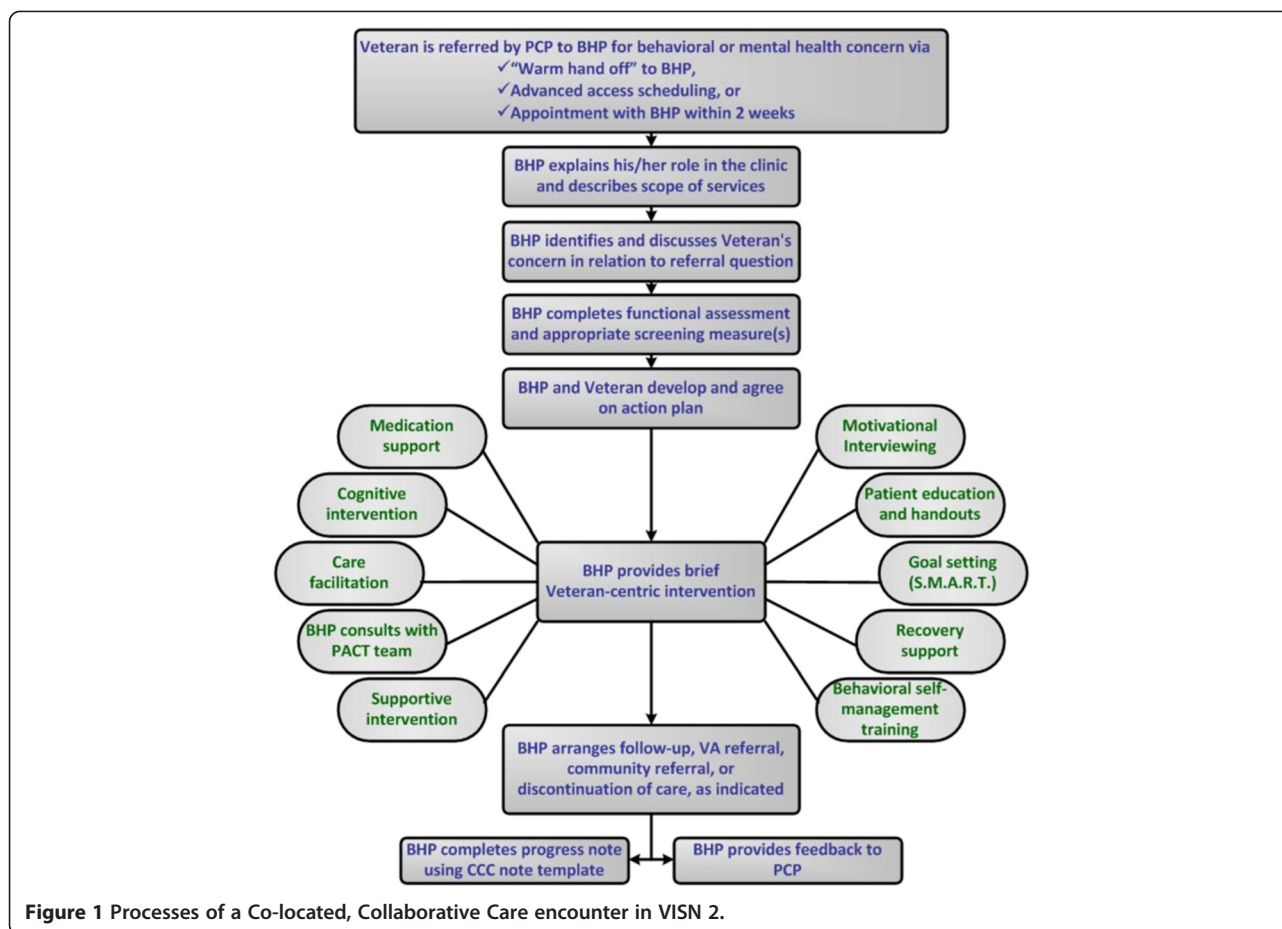 Veteran is referred by PCP to BHP for behavioral or mental health concern via
✓"Warm hand off" to BHP,
✓Advanced access scheduling, or
✓Appointment with BHP within 2 weeks
BHP explains his/her role in the clinic
and describes scope of services
BHP identifies and discusses Veteran's
concern in relation to referral question
BHP completes functional assessment
and appropriate screening measure(s)
BHP and Veteran develop and agree
on action plan
Medication
support
Cognitive
intervention
Care
facilitation
BHP consults with
PACT team
Supportive
intervention
BHP provides brief
Veteran-centric intervention
Motivational
Interviewing
Patient education
and handouts
Goal setting
(S.M.A.R.T.)
Recovery
support
Behavioral self-
management
training
BHP arranges follow-up, VA referral,
community referral, or
discontinuation of care, as indicated
BHP completes progress note
using CCC note template
BHP provides feedback to
PCP
Figure 1 Processes of a Co-located, Collaborative Care encounter in VISN 2.